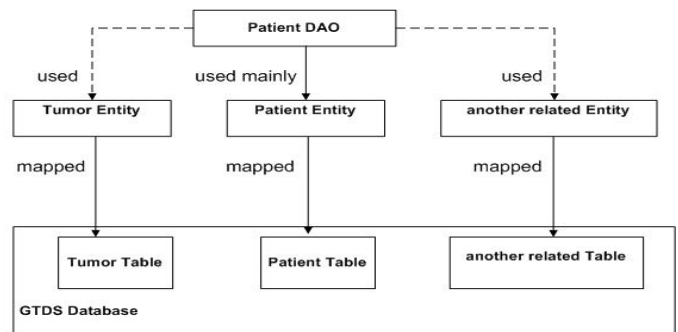 Patient DAO
used
used mainly
used
Tumor Entity
Patient Entity
another related Entity
mapped
mapped
mapped
Tumor Table
Patient Table
another related Table
GTDS Database